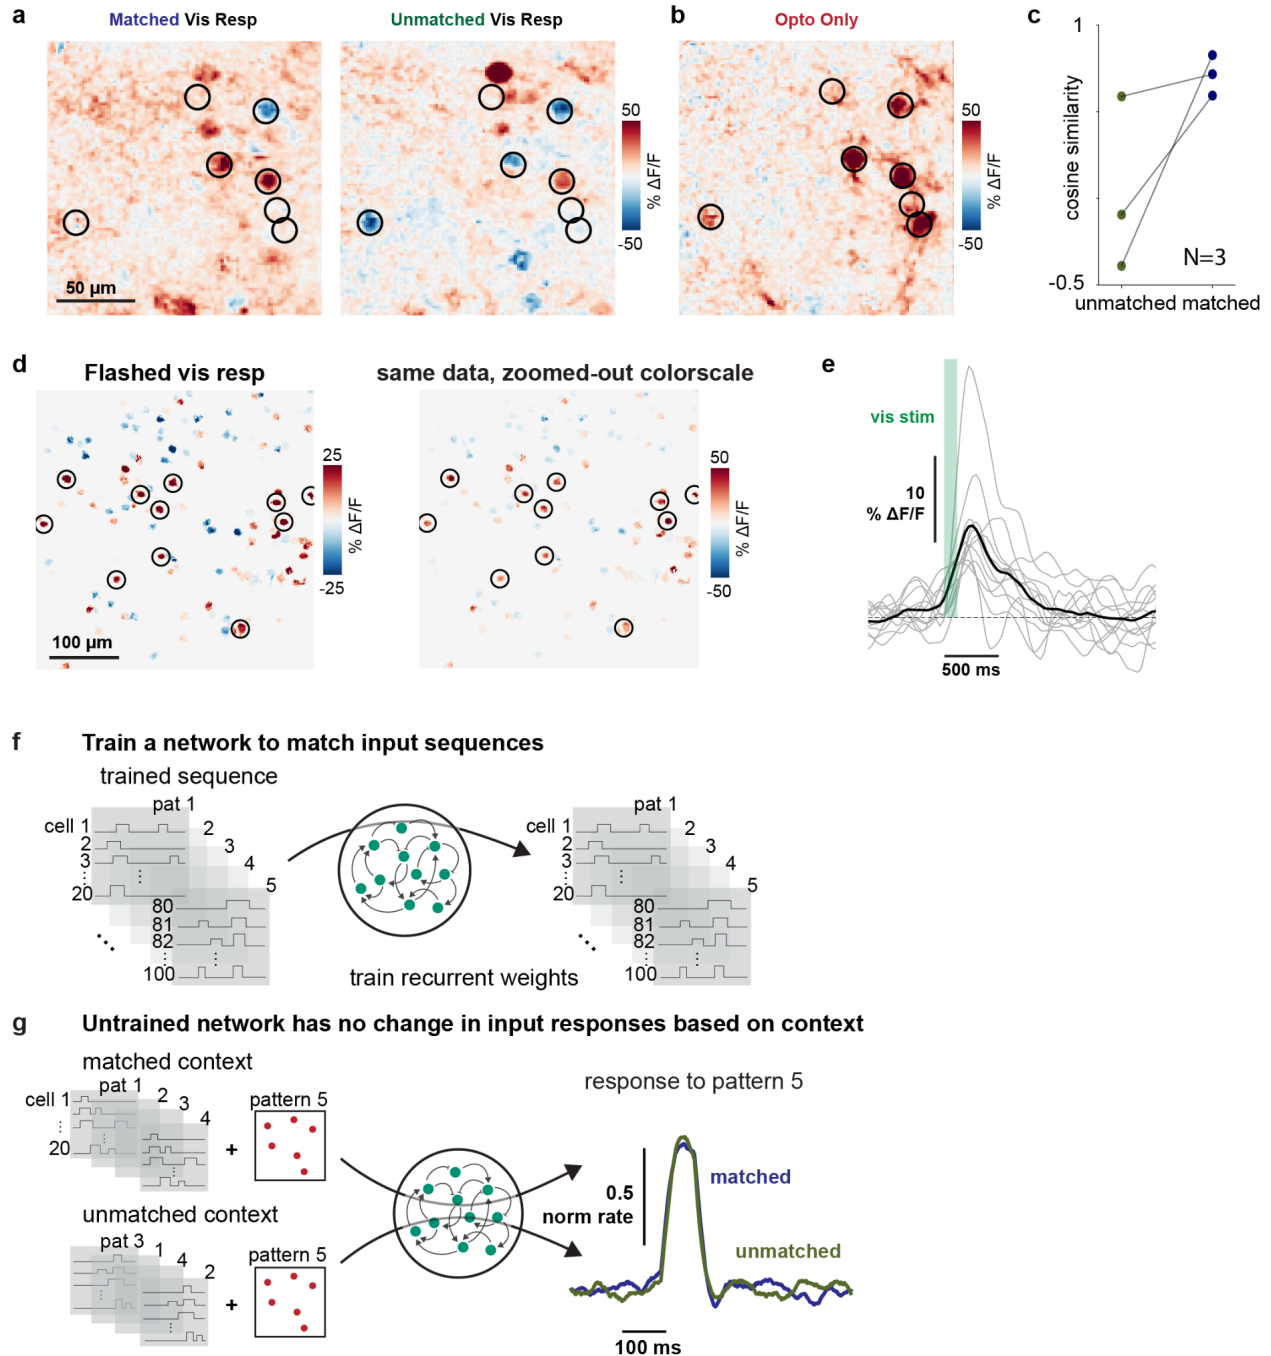 a
Matched Vis Resp
Unmatched Vis Resp
50
-50
% ΔF/F
50 µm
b
Opto Only
50
-50
% ΔF/F
c
1
-0.5
cosine similarity
N=3
unmatched matched
d
Flashed vis resp
25
-25
% ΔF/F
100 µm
same data, zoomed-out colorscale
50
-50
% ΔF/F
e
vis stim
10
% ΔF/F
500 ms
f
Train a network to match input sequences
trained sequence
pat 1
2
3
4
5
cell 1
2
3
20
80
81
82
100
train recurrent weights
pat 1
2
3
4
5
cell 1
2
3
20
80
81
82
100
g
Untrained network has no change in input responses based on context
matched context
pat 1
2
3
4
cell 1
20
+
pattern 5
unmatched context
pat 3
1
4
2
+
pattern 5
response to pattern 5
0.5
norm rate
matched
unmatched
100 ms